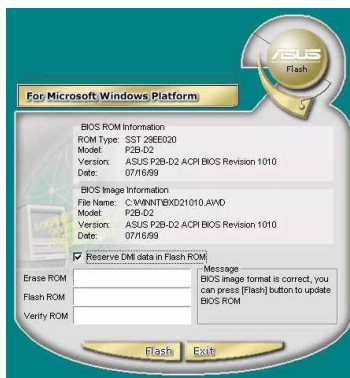 ASUS
Flash
For Microsoft Windows Platform
BIOS ROM Information
ROM Type: SST 29EE020
Model: P2B-D2
Version: ASUS P2B-D2 ACPI BIOS Revision 1010
Date: 07/16/99
BIOS Image Information
File Name: C:\WINNT\BXD21010.AWD
Model: P2B-D2
Version: ASUS P2B-D2 ACPI BIOS Revision 1010
Date: 07/16/99
Reserve DMI data in Flash ROM
Erase ROM
Flash ROM
Verify ROM
Message
BIOS image format is correct, you
can press [Flash] button to update
BIOS ROM
Flash Exit